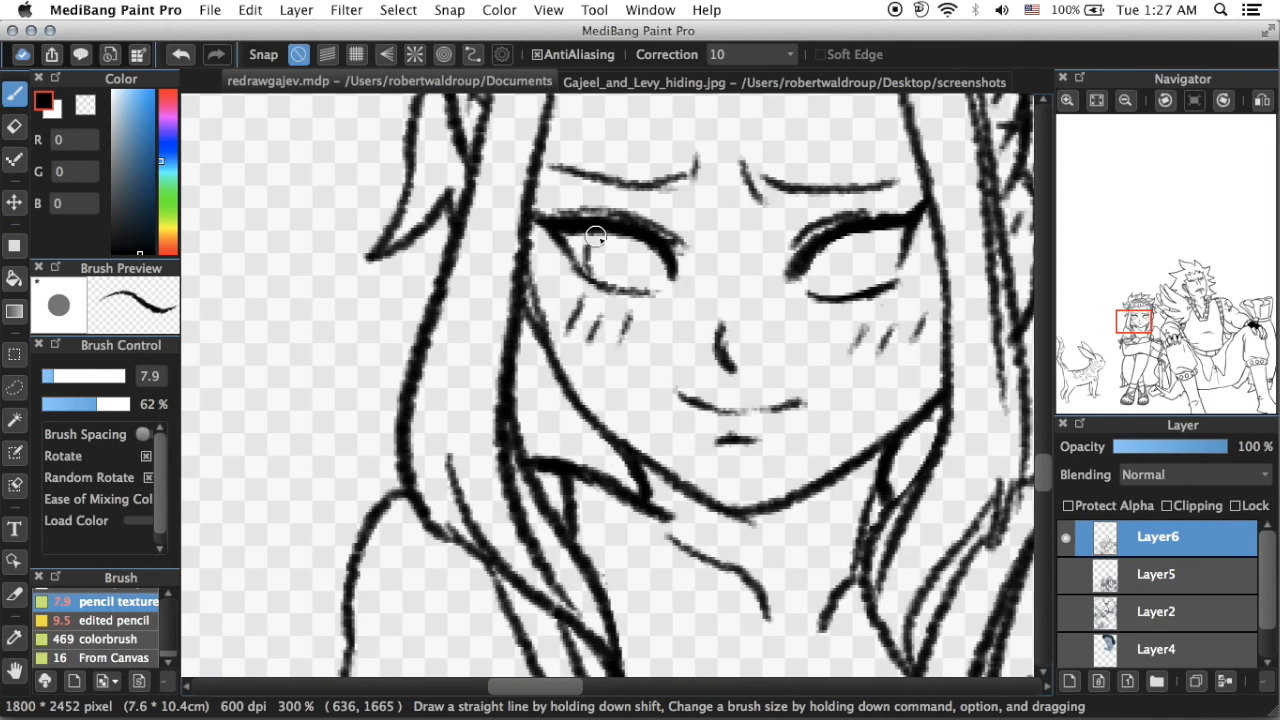 MediBang Paint Pro File Edit Layer Filter Select Snap Color View Tool Window Help 100% Tue 1:27 AM
MediBang Paint Pro
Snap AntiAliasing Correction 10 Soft Edge
Color
redrawgajev.mdp – /Users/robertwaldroup/Documents
Gajeel_and_Levy_hiding.jpg – /Users/robertwaldroup/Desktop/screenshots
Navigator
R 0
G 0
B 0
Brush Preview
*
Brush Control
7.9
62 %
Brush Spacing
Rotate
Random Rotate
Ease of Mixing Col
Load Color
Brush
7.9 pencil texture
9.5 edited pencil
469 colorbrush
16 From Canvas
Layer
Opacity 100 %
Blending Normal
Protect Alpha Clipping Lock
Layer6
Layer5
Layer2
Layer4
1800 * 2452 pixel (7.6 * 10.4cm) 600 dpi 300 % ( 636, 1665) Draw a straight line by holding down shift, Change a brush size by holding down command, option, and dragging